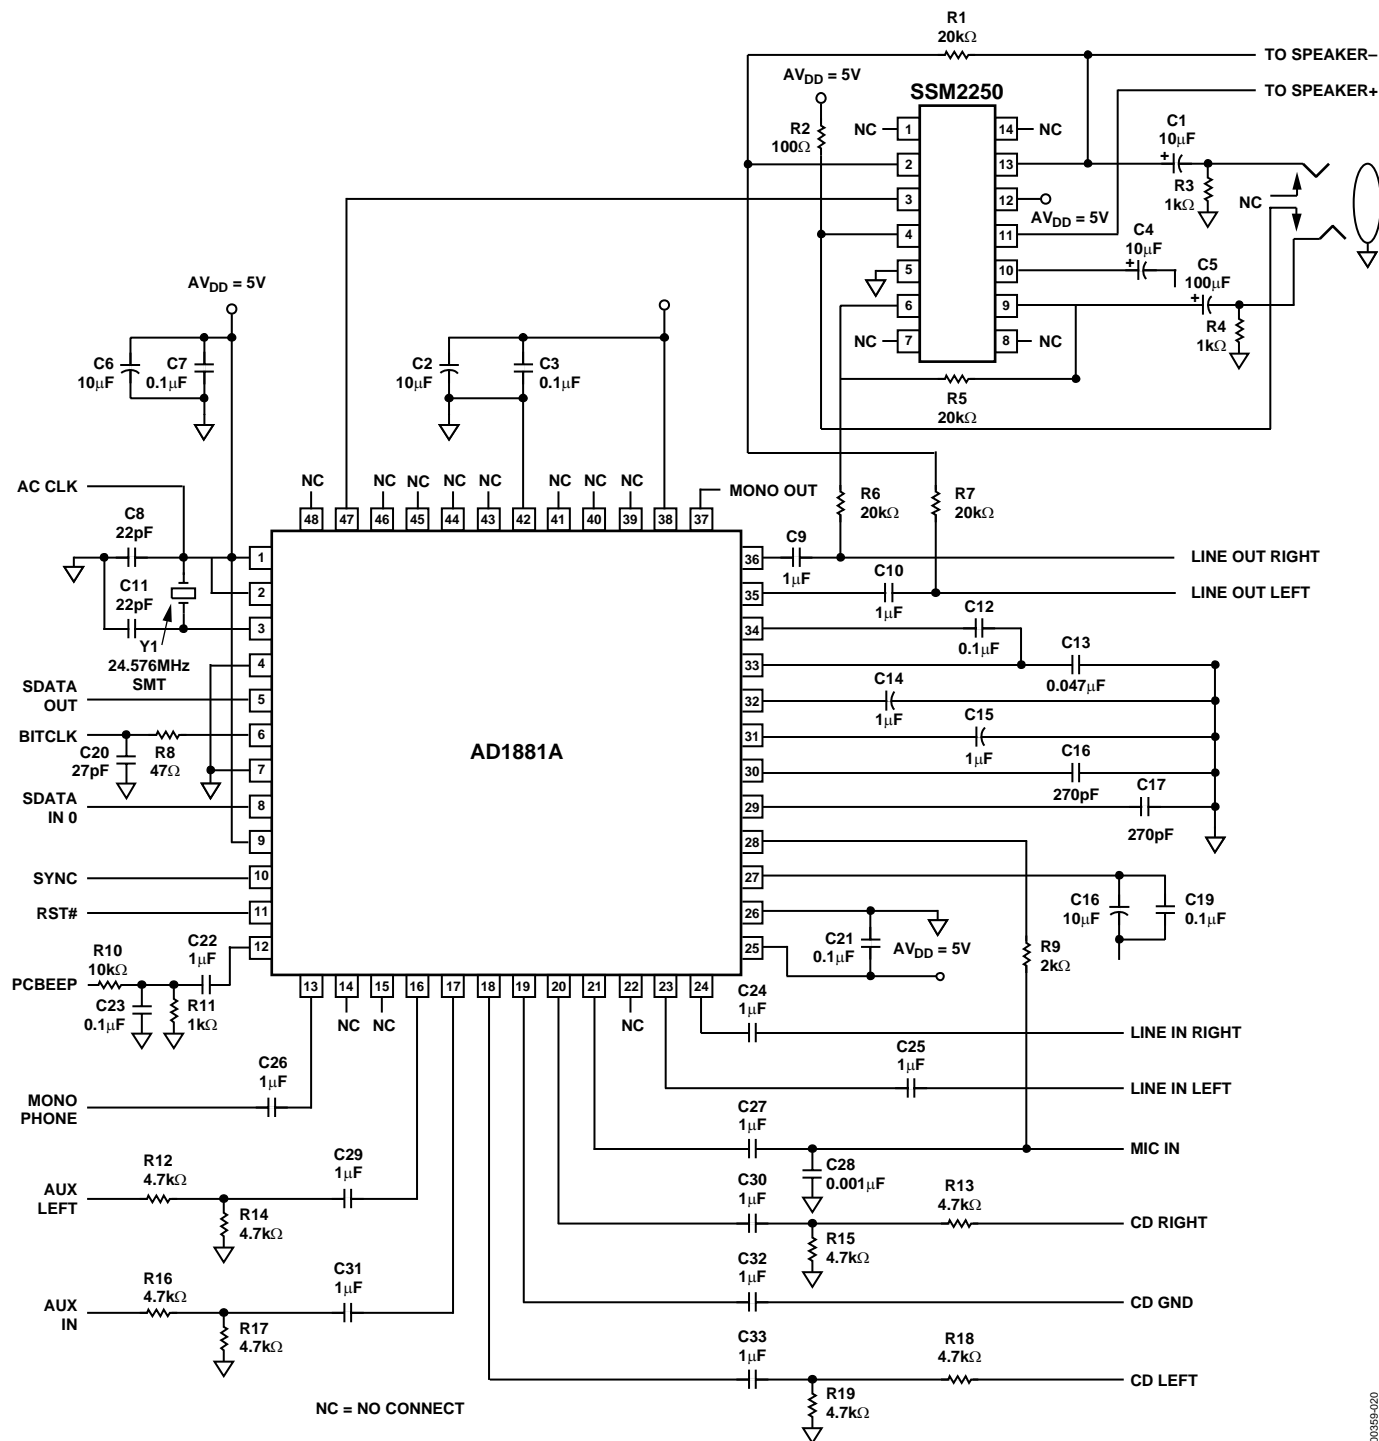 R1
20kΩ
TO SPEAKER–
AVDD = 5V
TO SPEAKER+
SSM2250
R2
100Ω
NC
1
14
NC
C1
10μF
+
2
13
R3
1kΩ
NC
3
12
AVDD = 5V
4
11
C4
10μF
+
5
10
C5
100μF
+
6
9
R4
1kΩ
NC
7
8
NC
R5
20kΩ
AVDD = 5V
C6
10μF
C7
0.1μF
C2
10μF
C3
0.1μF
AC CLK
NC
NC
NC
NC
NC
NC
NC
NC
MONO OUT
48
47
46
45
44
43
42
41
40
39
38
37
R6
20kΩ
R7
20kΩ
C8
22pF
C11
22pF
Y1
24.576MHz
SMT
SDATA
OUT
BITCLK
C20
27pF
R8
47Ω
SDATA
IN 0
SYNC
RST#
R10
10kΩ
C22
1μF
PCBEEP
C23
0.1μF
R11
1kΩ
1
2
3
4
5
6
7
8
9
10
11
12
AD1881A
36
35
34
33
32
31
30
29
28
27
26
25
C9
1μF
LINE OUT RIGHT
C10
1μF
LINE OUT LEFT
C12
0.1μF
C13
0.047μF
C14
1μF
C15
1μF
C16
270pF
C17
270pF
C16
10μF
C19
0.1μF
C21
0.1μF
AVDD = 5V
R9
2kΩ
13
14
15
16
17
18
19
20
21
22
23
24
NC
NC
NC
C24
1μF
LINE IN RIGHT
C25
1μF
LINE IN LEFT
C26
1μF
MONO
PHONE
C27
1μF
MIC IN
C28
0.001μF
R12
4.7kΩ
C29
1μF
AUX
LEFT
R14
4.7kΩ
C30
1μF
R13
4.7kΩ
CD RIGHT
R15
4.7kΩ
R16
4.7kΩ
C31
1μF
AUX
IN
R17
4.7kΩ
C32
1μF
CD GND
C33
1μF
R18
4.7kΩ
CD LEFT
R19
4.7kΩ
NC = NO CONNECT
00359-020